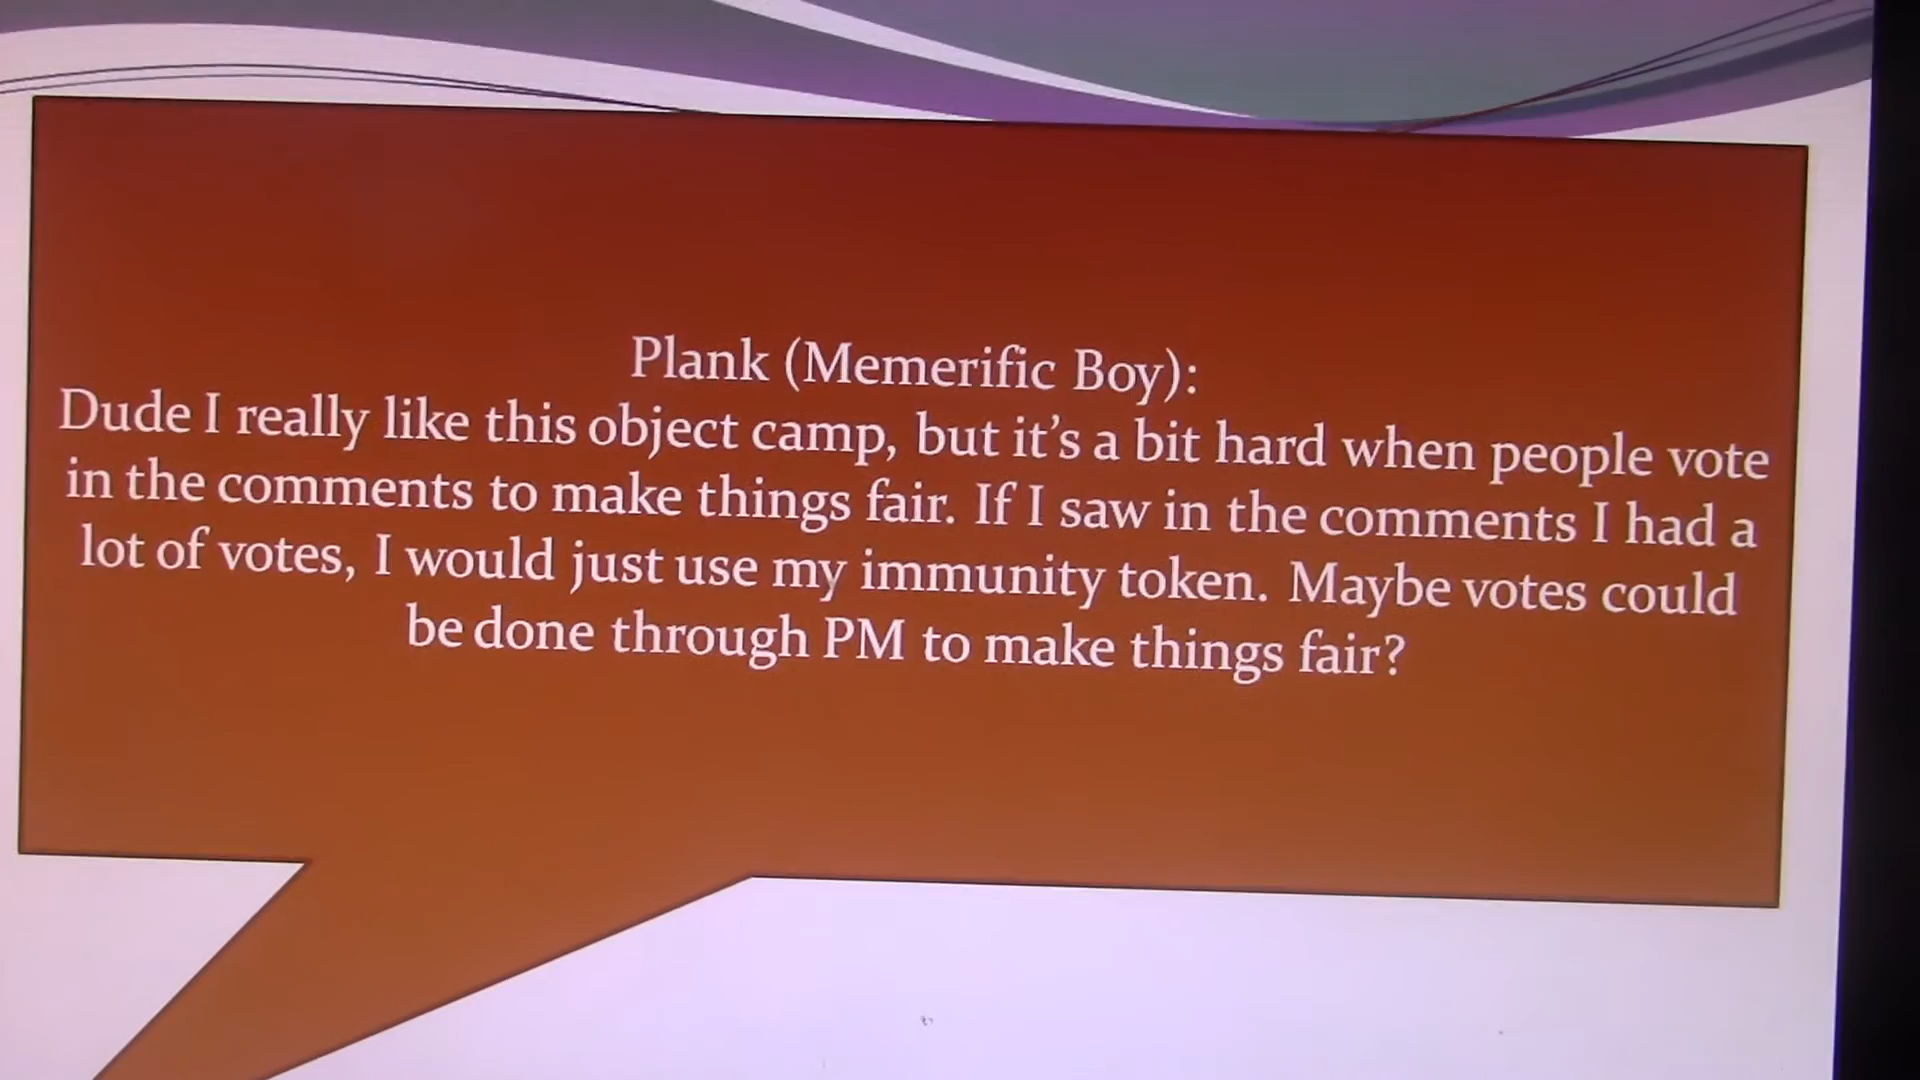 Plank (Memerific Boy):
Dude I really like this object camp, but it's a bit hard when people vote
in the comments to make things fair. If I saw in the comments I had a
lot of votes, I would just use my immunity token. Maybe votes could
be done through PM to make things fair?